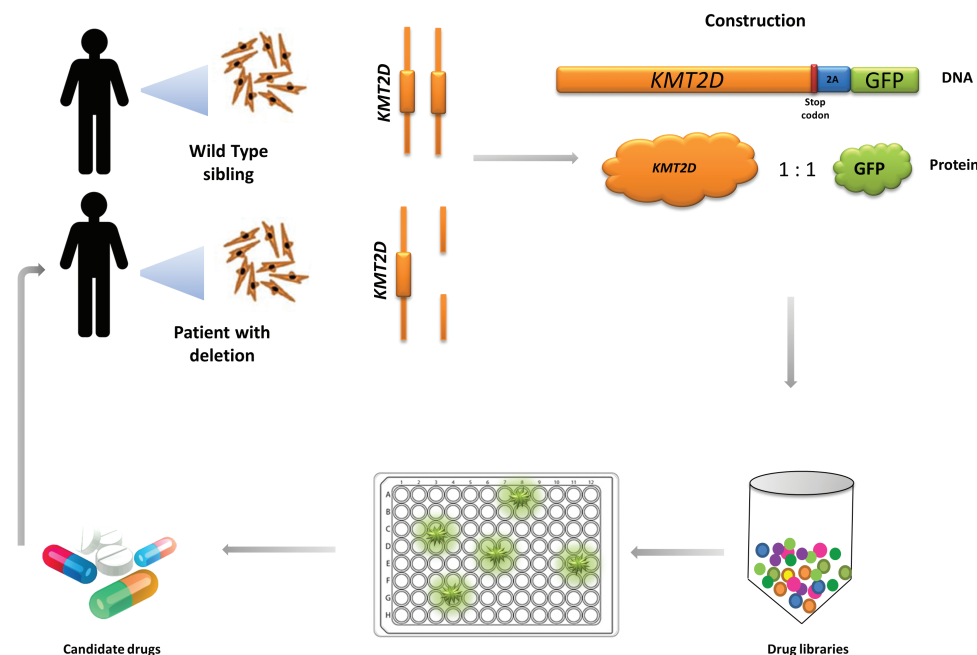 Construction
KMT2D
2A
GFP
DNA
Stop
codon
KMT2D
Wild Type
sibling
KMT2D
1 : 1
GFP
Protein
KMT2D
Patient with
deletion
1 2 3 4 5 6 7 8 9 10 11 12
A
B
C
D
E
F
G
H
Candidate drugs
Drug libraries